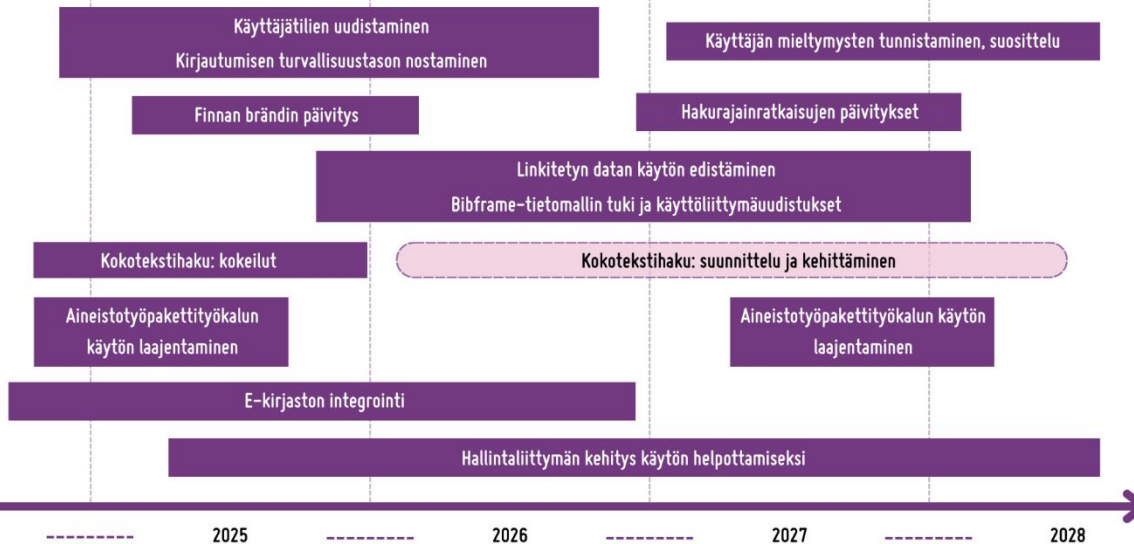 Käyttäjätilien uudistaminen
Kirjautumisen turvallisuustason nostaminen
Käyttäjän mieltymysten tunnistaminen, suosittelu
Finnan brändin päivitys
Hakurajainratkaisujen päivitykset
Linkitetyn datan käytön edistäminen
Bibframe-tietomallin tuki ja käyttöliittymäuudistukset
Kokotekstihaku: kokeilut
Kokotekstihaku: suunnittelu ja kehittäminen
Aineistotyöpakettityökalun
käytön laajentaminen
Aineistotyöpakettityökalun käytön
laajentaminen
E-kirjaston integrointi
Hallintaliittymän kehitys käytön helpottamiseksi
2025
2026
2027
2028